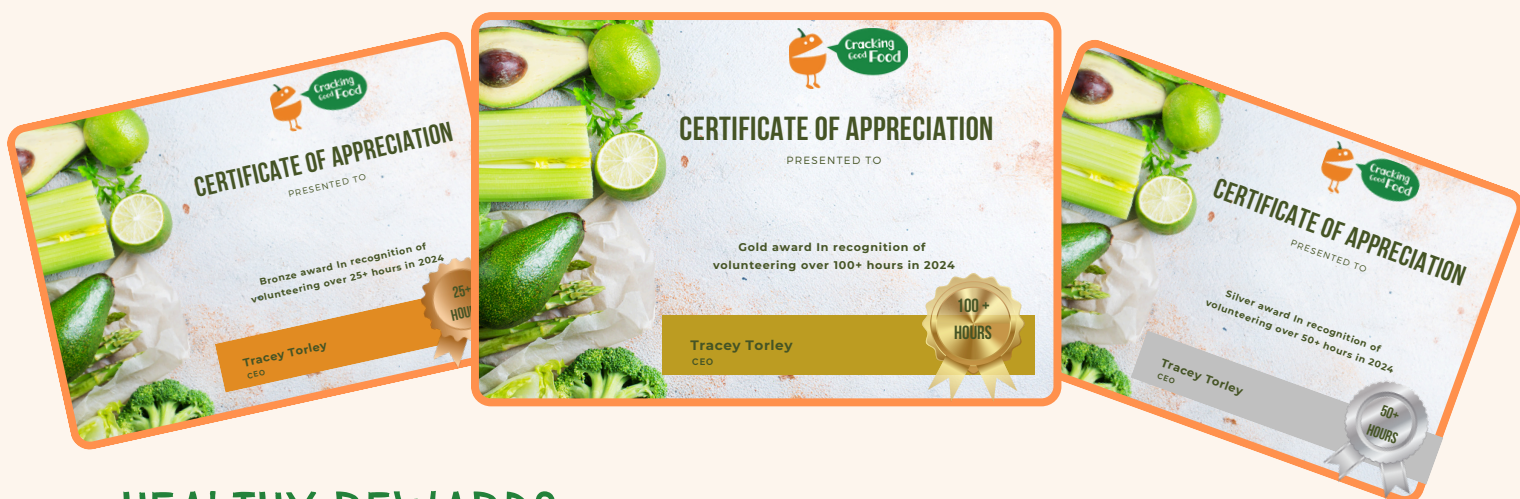 Cracking
Good Food
CERTIFICATE OF APPRECIATION
PRESENTED TO
Bronze award In recognition of
volunteering over 25+ hours in 2024
25+
HOU
Tracey Torley
CEO
Cracking
Good Food
CERTIFICATE OF APPRECIATION
PRESENTED TO
Gold award In recognition of
volunteering over 100+ hours in 2024
100 +
HOURS
Tracey Torley
CEO
Cracking
Good Food
CERTIFICATE OF APPRECIATION
PRESENTED TO
Silver award In recognition of
volunteering over 50+ hours in 2024
Tracey Torley
CEO
50+
HOURS
HEALTHY REWARDS